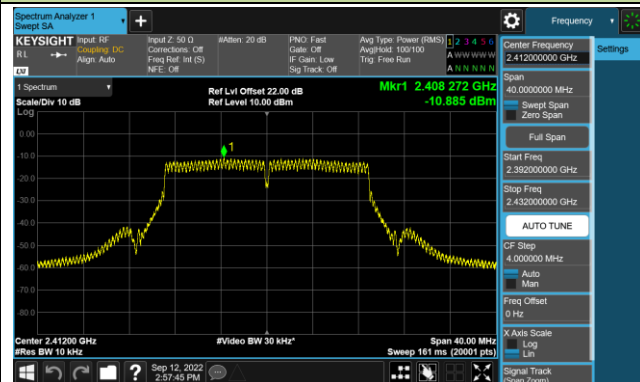 Spectrum Analyzer 1
Swept SA
Frequency
KEYSIGHT
RL
Input: RF
Coupling: DC
Align: Auto
Input Z: 50 Ω
Corrections: Off
Freq Ref: Int (S)
NFE: Off
#Atten: 20 dB
PNO: Fast
Gate: Off
IF Gain: Low
Sig Track: Off
Avg Type: Power (RMS)
Avg|Hold: 100/100
Trig: Free Run
1 2 3 4 5 6
A W W W W W
A N N N N N
LXI
1 Spectrum
Scale/Div 10 dB
Log
Ref Lvl Offset 22.00 dB
Ref Level 10.00 dBm
Mkr1 2.408 272 GHz
-10.885 dBm
1
0.00
-10.0
-20.0
-30.0
-40.0
-50.0
-60.0
-70.0
-80.0
Center 2.41200 GHz
#Res BW 10 kHz
#Video BW 30 kHz*
Span 40.00 MHz
Sweep 161 ms (20001 pts)
Sep 12, 2022
2:57:45 PM
Center Frequency
2.412000000 GHz
Settings
Span
40.0000000 MHz
Swept Span
Zero Span
Full Span
Start Freq
2.392000000 GHz
Stop Freq
2.432000000 GHz
AUTO TUNE
CF Step
4.000000 MHz
Auto
Man
Freq Offset
0 Hz
X Axis Scale
Log
Lin
Signal Track
(Span Zoom)